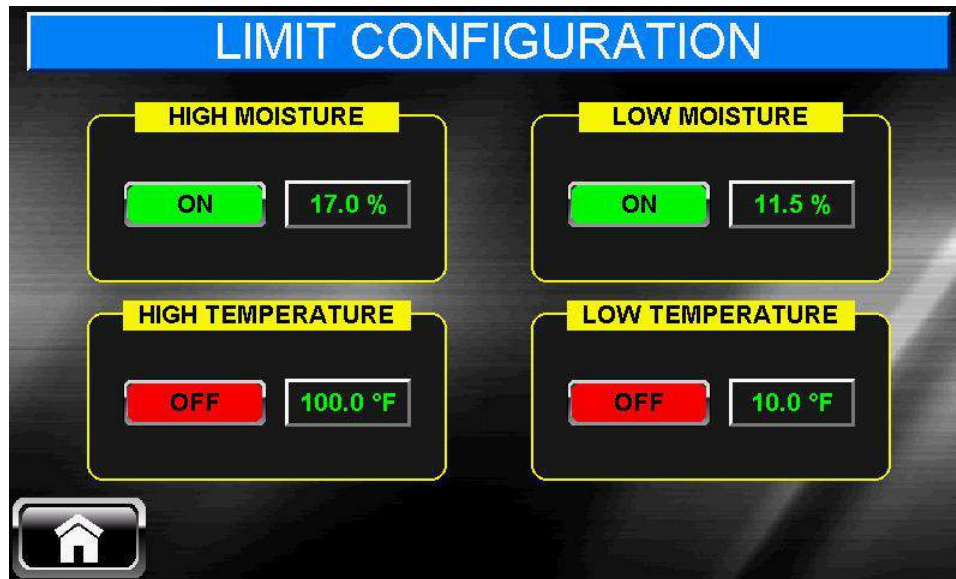 LIMIT CONFIGURATION
HIGH MOISTURE
ON
17.0 %
LOW MOISTURE
ON
11.5 %
HIGH TEMPERATURE
OFF
100.0 °F
LOW TEMPERATURE
OFF
10.0 °F